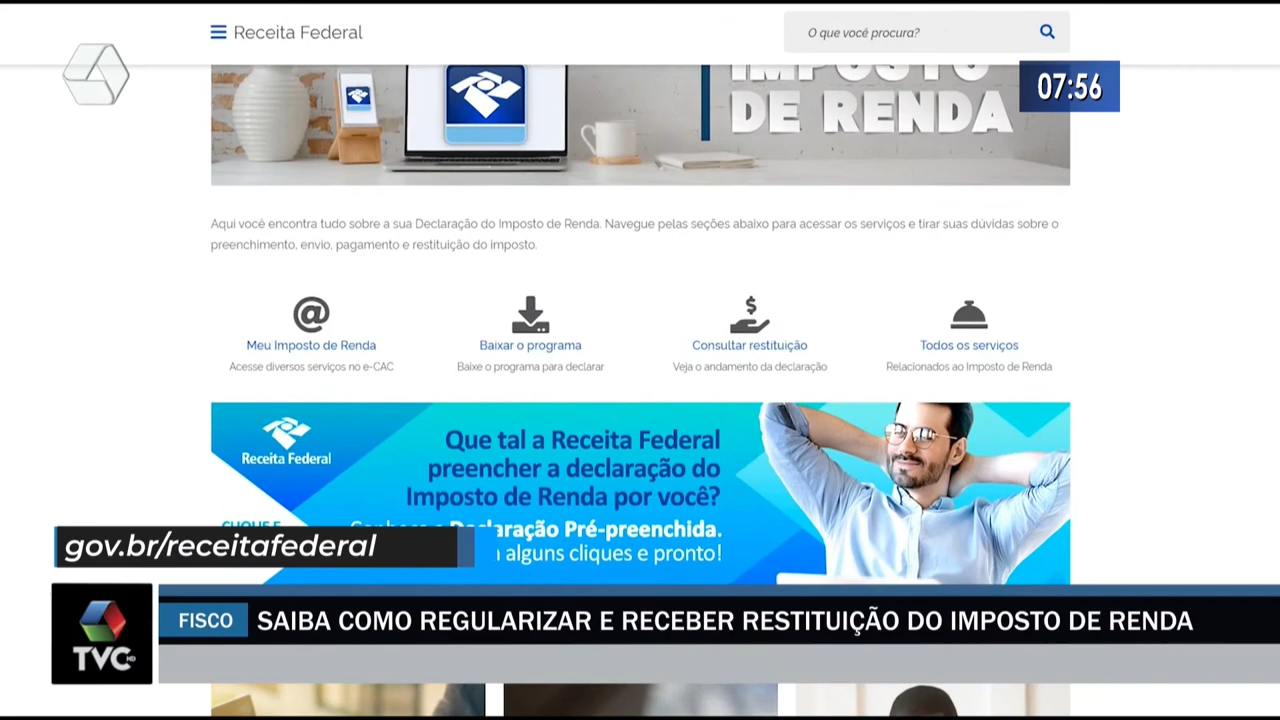 Receita Federal
O que você procura?
IMPOSTO
DE RENDA
07:56
Aqui você encontra tudo sobre a sua Declaração do Imposto de Renda. Navegue pelas seções abaixo para acessar os serviços e tirar suas dúvidas sobre o
preenchimento, envio, pagamento e restituição do imposto.
Meu Imposto de Renda
Acesse diversos serviços no e-CAC
Baixar o programa
Baixe o programa para declarar
Consultar restituição
Veja o andamento da declaração
Todos os serviços
Relacionados ao Imposto de Renda
Receita Federal
Que tal a Receita Federal
preencher a declaração do
Imposto de Renda por você?
CLIQUE E
Conheça a Declaração Pré-preenchida.
alguns cliques e pronto!
gov.br/receitafederal
TVC HD
FISCO
SAIBA COMO REGULARIZAR E RECEBER RESTITUIÇÃO DO IMPOSTO DE RENDA